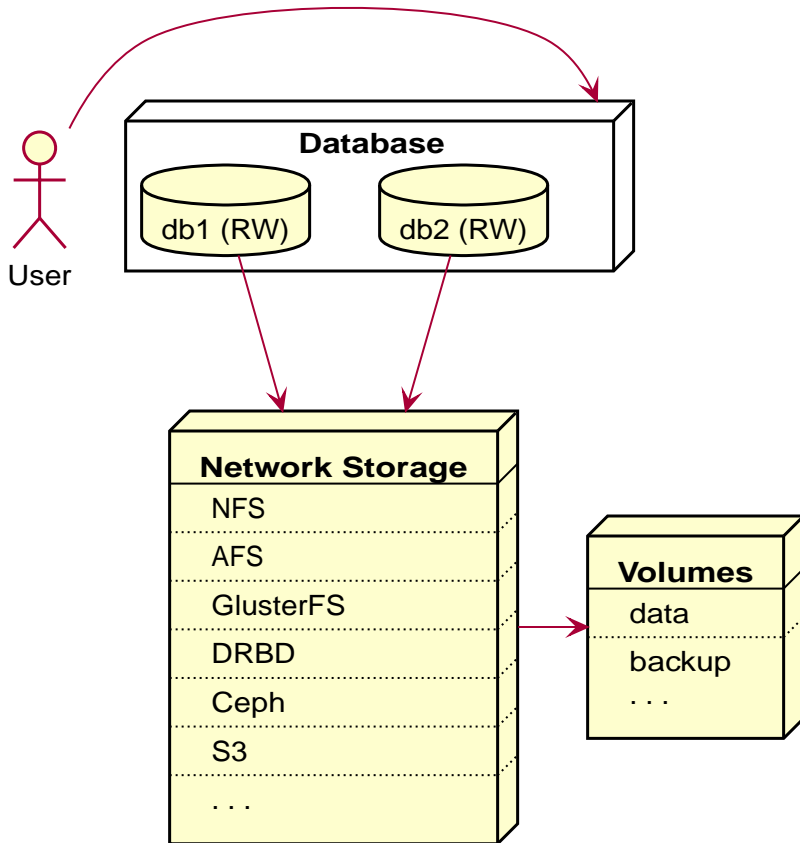 Database
db1 (RW)
db2 (RW)
User
Network Storage
NFS
AFS
GlusterFS
DRBD
Ceph
S3
. . .
Volumes
data
backup
. . .